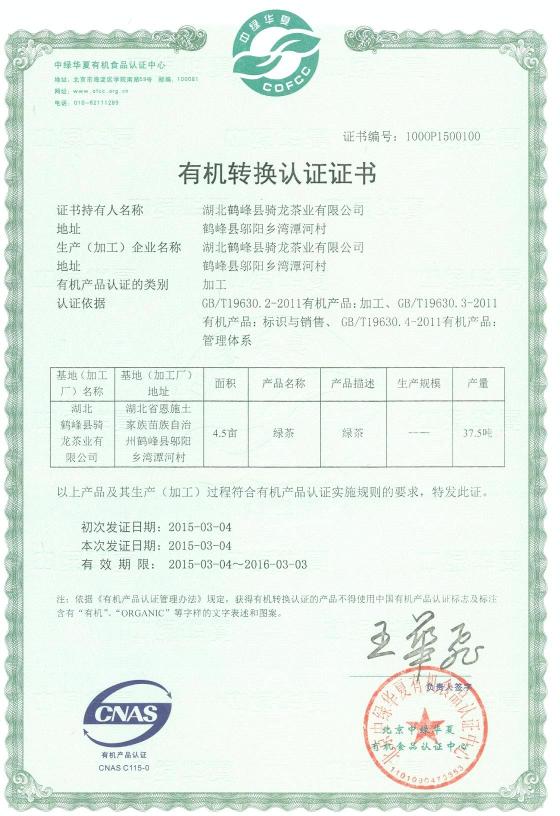 中绿华夏
COFCC
中绿华夏有机食品认证中心
地址：北京市海淀区学院南路59号 邮编：100081
网址：www.ofcc.org.cn
电话：010-62111289
证书编号：1000P1500100
有机转换认证证书
证书持有人名称 湖北鹤峰县骑龙茶业有限公司
地址 鹤峰县邬阳乡湾潭河村
生产（加工）企业名称 湖北鹤峰县骑龙茶业有限公司
地址 鹤峰县邬阳乡湾潭河村
有机产品认证的类别 加工
认证依据 GB/T19630.2-2011有机产品：加工、GB/T19630.3-2011
有机产品：标识与销售、GB/T19630.4-2011有机产品：
管理体系
基地（加工厂）名称 基地（加工厂）地址 面积 产品名称 产品描述 生产规模 产量
湖北鹤峰县骑龙茶业有限公司 湖北省恩施土家族苗族自治州鹤峰县邬阳乡湾潭河村 4.5亩 绿茶 绿茶 —— 37.5吨
以上产品及其生产（加工）过程符合有机产品认证实施规则的要求，特发此证。
初次发证日期：2015-03-04
本次发证日期：2015-03-04
有 效 期 限：2015-03-04～2016-03-03
注：依据《有机产品认证管理办法》规定，获得有机转换认证的产品不得使用中国有机产品认证标志及标注
含有“有机”、“ORGANIC”等字样的文字表述和图案。
王华飞
负责人签字
北京中绿华夏有机食品认证中心
北京中绿华夏
有机食品认证中心
1101080472353
CNAS
有机产品认证
CNAS C115-O